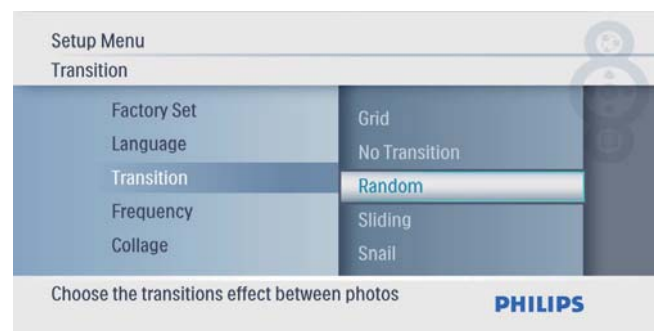 Setup Menu
Transition
Factory Set
Language
Transition
Frequency
Collage
Grid
No Transition
Random
Sliding
Snail
Choose the transitions effect between photos
PHILIPS